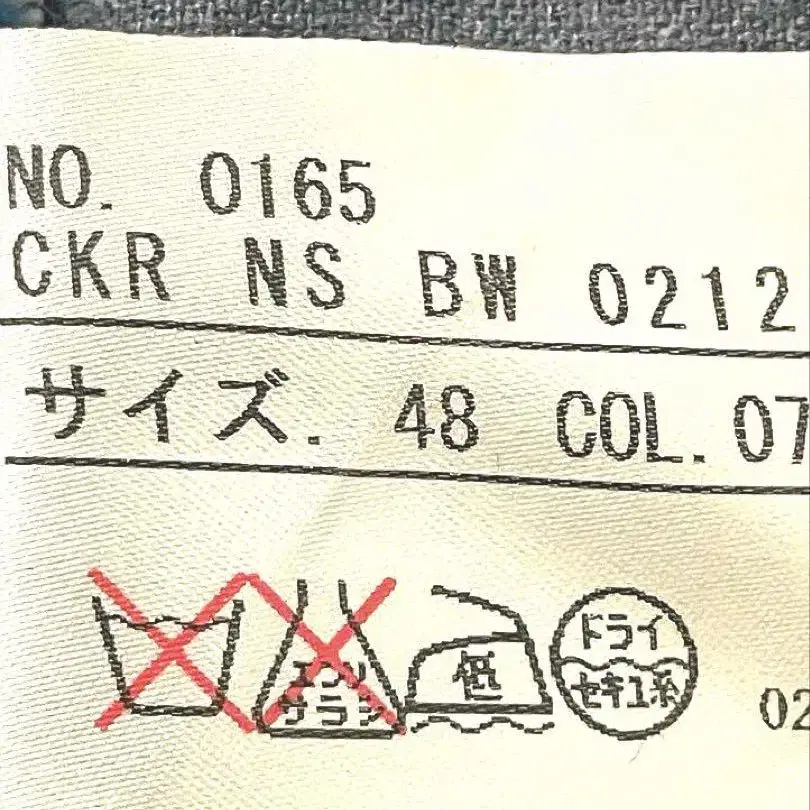 NO. 0165
CKR NS BW 0212
サイズ. 48 COL. 07
エンソ
サラシ
低
ドライ
セキユ系
02